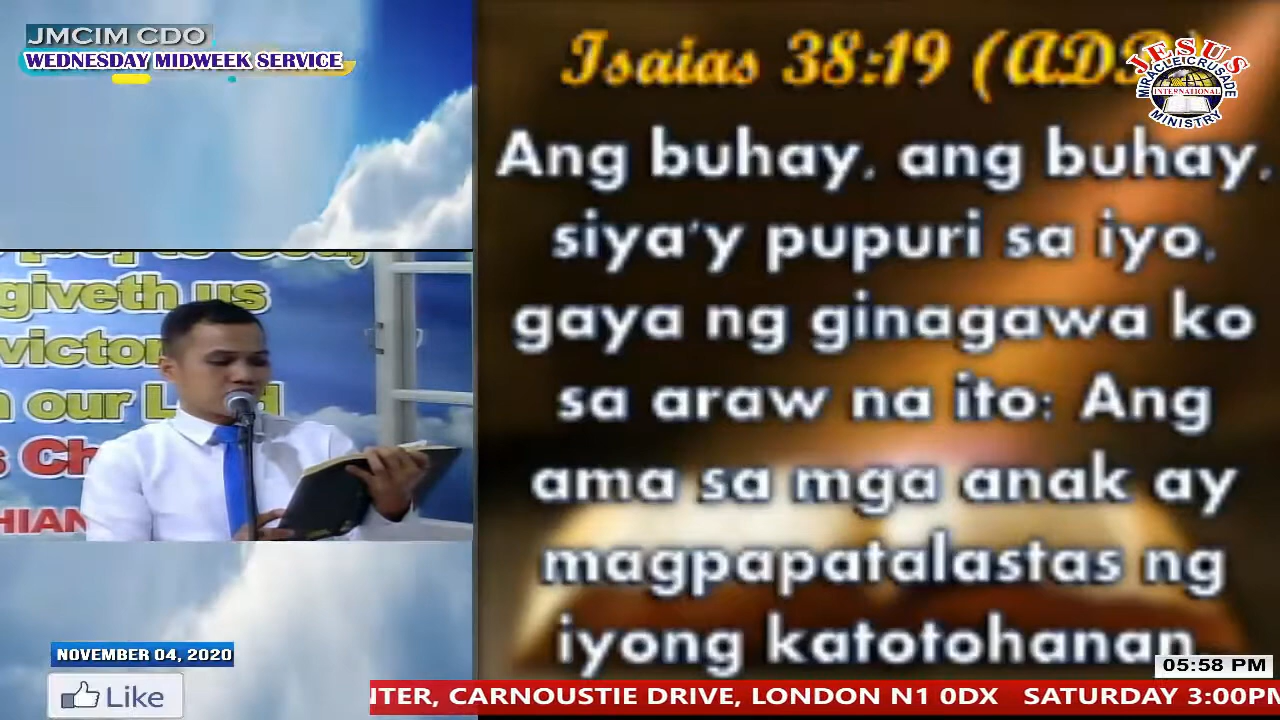 JMCIM CDO
WEDNESDAY MIDWEEK SERVICE
Isaias 38:19
JESUS
MIRACLE CRUSADE
INTERNATIONAL
MINISTRY
Ang buhay, ang buhay,
siya'y pupuri sa iyo,
gaya ng ginagawa ko
sa araw na ito: Ang
ama sa mga anak ay
magpapatalastas ng
iyong katotohanan
giveth us
our
NOVEMBER 04, 2020
Like
05:58 PM
CARNOUSTIE DRIVE, LONDON N1 0DX SATURDAY 3:00PM